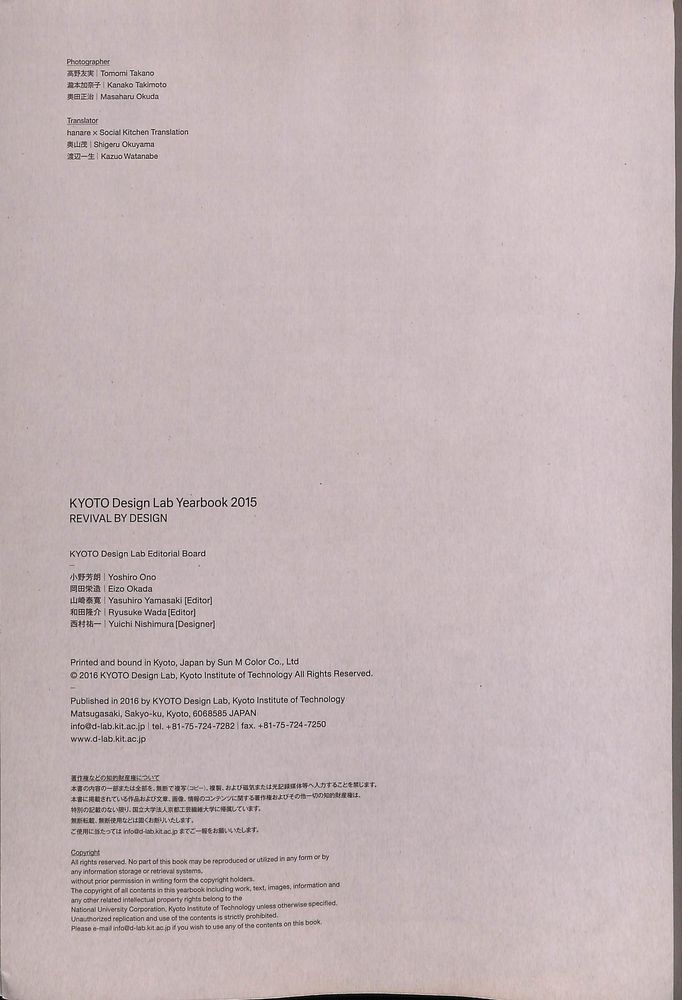 Photographer
高野友実 | Tomomi Takano
瀧本加奈子 | Kanako Takimoto
奥田正治 | Masaharu Okuda
Translator
hanare × Social Kitchen Translation
奥山茂 | Shigeru Okuyama
渡辺一生 | Kazuo Watanabe
KYOTO Design Lab Yearbook 2015
REVIVAL BY DESIGN
KYOTO Design Lab Editorial Board
–
小野芳朗 | Yoshiro Ono
岡田栄造 | Eizo Okada
山崎泰寛 | Yasuhiro Yamasaki [Editor]
和田隆介 | Ryusuke Wada [Editor]
西村祐一 | Yuichi Nishimura [Designer]
Printed and bound in Kyoto, Japan by Sun M Color Co., Ltd
© 2016 KYOTO Design Lab, Kyoto Institute of Technology All Rights Reserved.
–
Published in 2016 by KYOTO Design Lab, Kyoto Institute of Technology
Matsugasaki, Sakyo-ku, Kyoto, 6068585 JAPAN
info@d-lab.kit.ac.jp | tel. +81-75-724-7282 | fax. +81-75-724-7250
www.d-lab.kit.ac.jp
著作権などの知的財産権について
本書の内容の一部または全部を、無断で複写（コピー）、複製、および磁気または光記録媒体等へ入力することを禁じます。
本書に掲載されている作品および文章、画像、情報のコンテンツに関する著作権およびその他一切の知的財産権は、
特別の記載のない限り、国立大学法人京都工芸繊維大学に帰属しています。
無断転載、無断使用などは固くお断りいたします。
ご使用に当たっては info@d-lab.kit.ac.jp までご一報をお願いいたします。
Copyright
All rights reserved. No part of this book may be reproduced or utilized in any form or by
any information storage or retrieval systems,
without prior permission in writing form the copyright holders.
The copyright of all contents in this yearbook including work, text, images, information and
any other related intellectual property rights belong to the
National University Corporation, Kyoto Institute of Technology unless otherwise specified.
Unauthorized replication and use of the contents is strictly prohibited.
Please e-mail info@d-lab.kit.ac.jp if you wish to use any of the contents on this book.